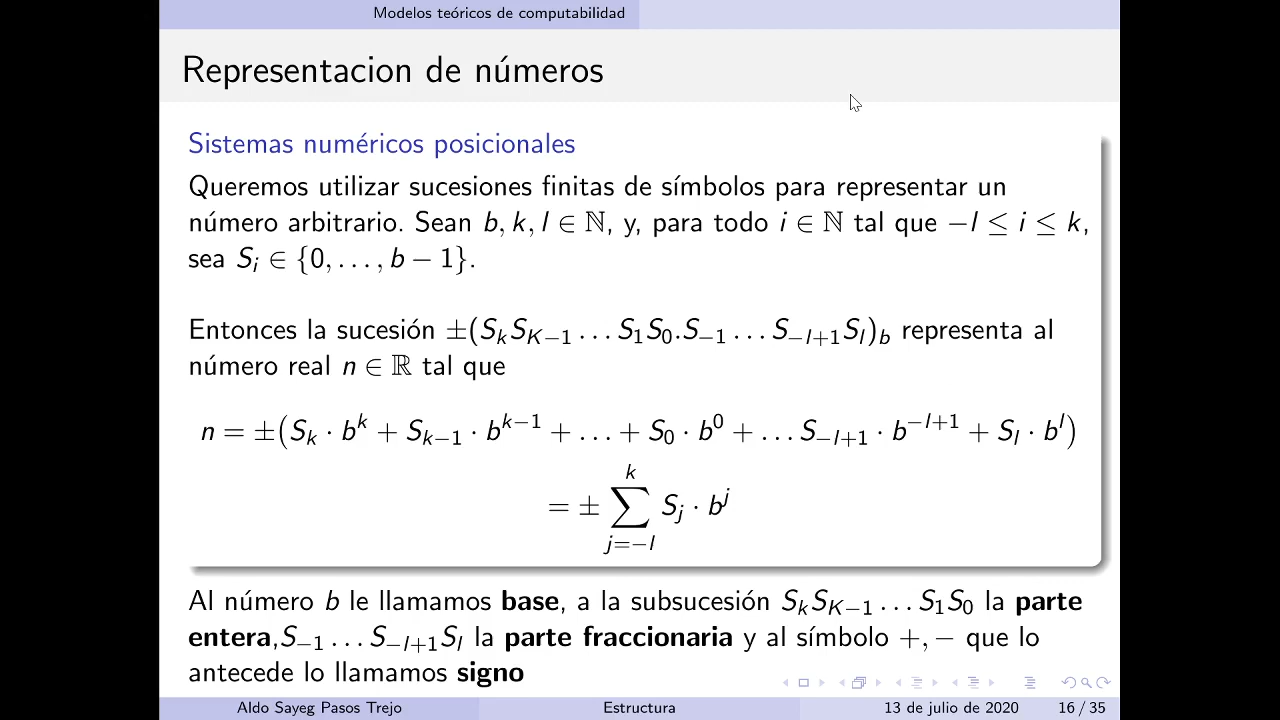 Modelos teóricos de computabilidad
Representacion de números
Sistemas numéricos posicionales
Queremos utilizar sucesiones finitas de símbolos para representar un
número arbitrario. Sean b, k, l ∈ ℕ, y, para todo i ∈ ℕ tal que −l ≤ i ≤ k,
sea S_i ∈ {0, . . . , b − 1}.
Entonces la sucesión ±(S_k S_{K−1} . . . S_1 S_0.S_{−1} . . . S_{−l+1} S_l)_b representa al
número real n ∈ ℝ tal que
n = ±(S_k · b^k + S_{k−1} · b^{k−1} + . . . + S_0 · b^0 + . . . S_{−l+1} · b^{−l+1} + S_l · b^l)
= ± ∑_{j=−l}^{k} S_j · b^j
Al número b le llamamos base, a la subsucesión S_k S_{K−1} . . . S_1 S_0 la parte
entera,S_{−1} . . . S_{−l+1} S_l la parte fraccionaria y al símbolo +, − que lo
antecede lo llamamos signo
Aldo Sayeg Pasos Trejo Estructura 13 de julio de 2020 16 / 35